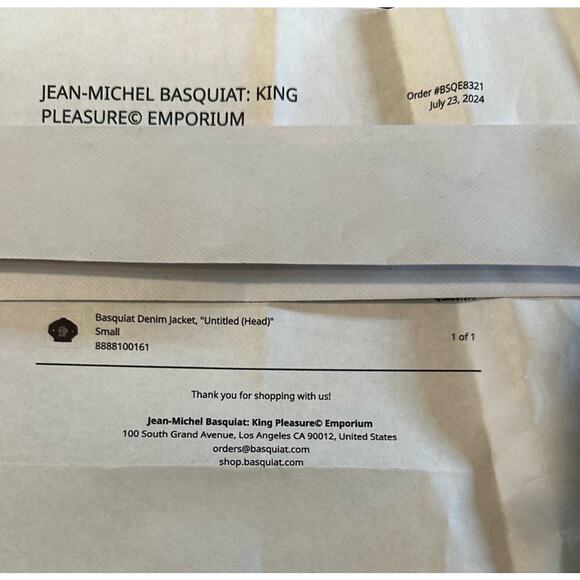 JEAN-MICHEL BASQUIAT: KING
PLEASURE© EMPORIUM
Order #BSQE8321
July 23, 2024
Basquiat Denim Jacket, "Untitled (Head)"
Small
8888100161
1 of 1
Thank you for shopping with us!
Jean-Michel Basquiat: King Pleasure© Emporium
100 South Grand Avenue, Los Angeles CA 90012, United States
orders@basquiat.com
shop.basquiat.com